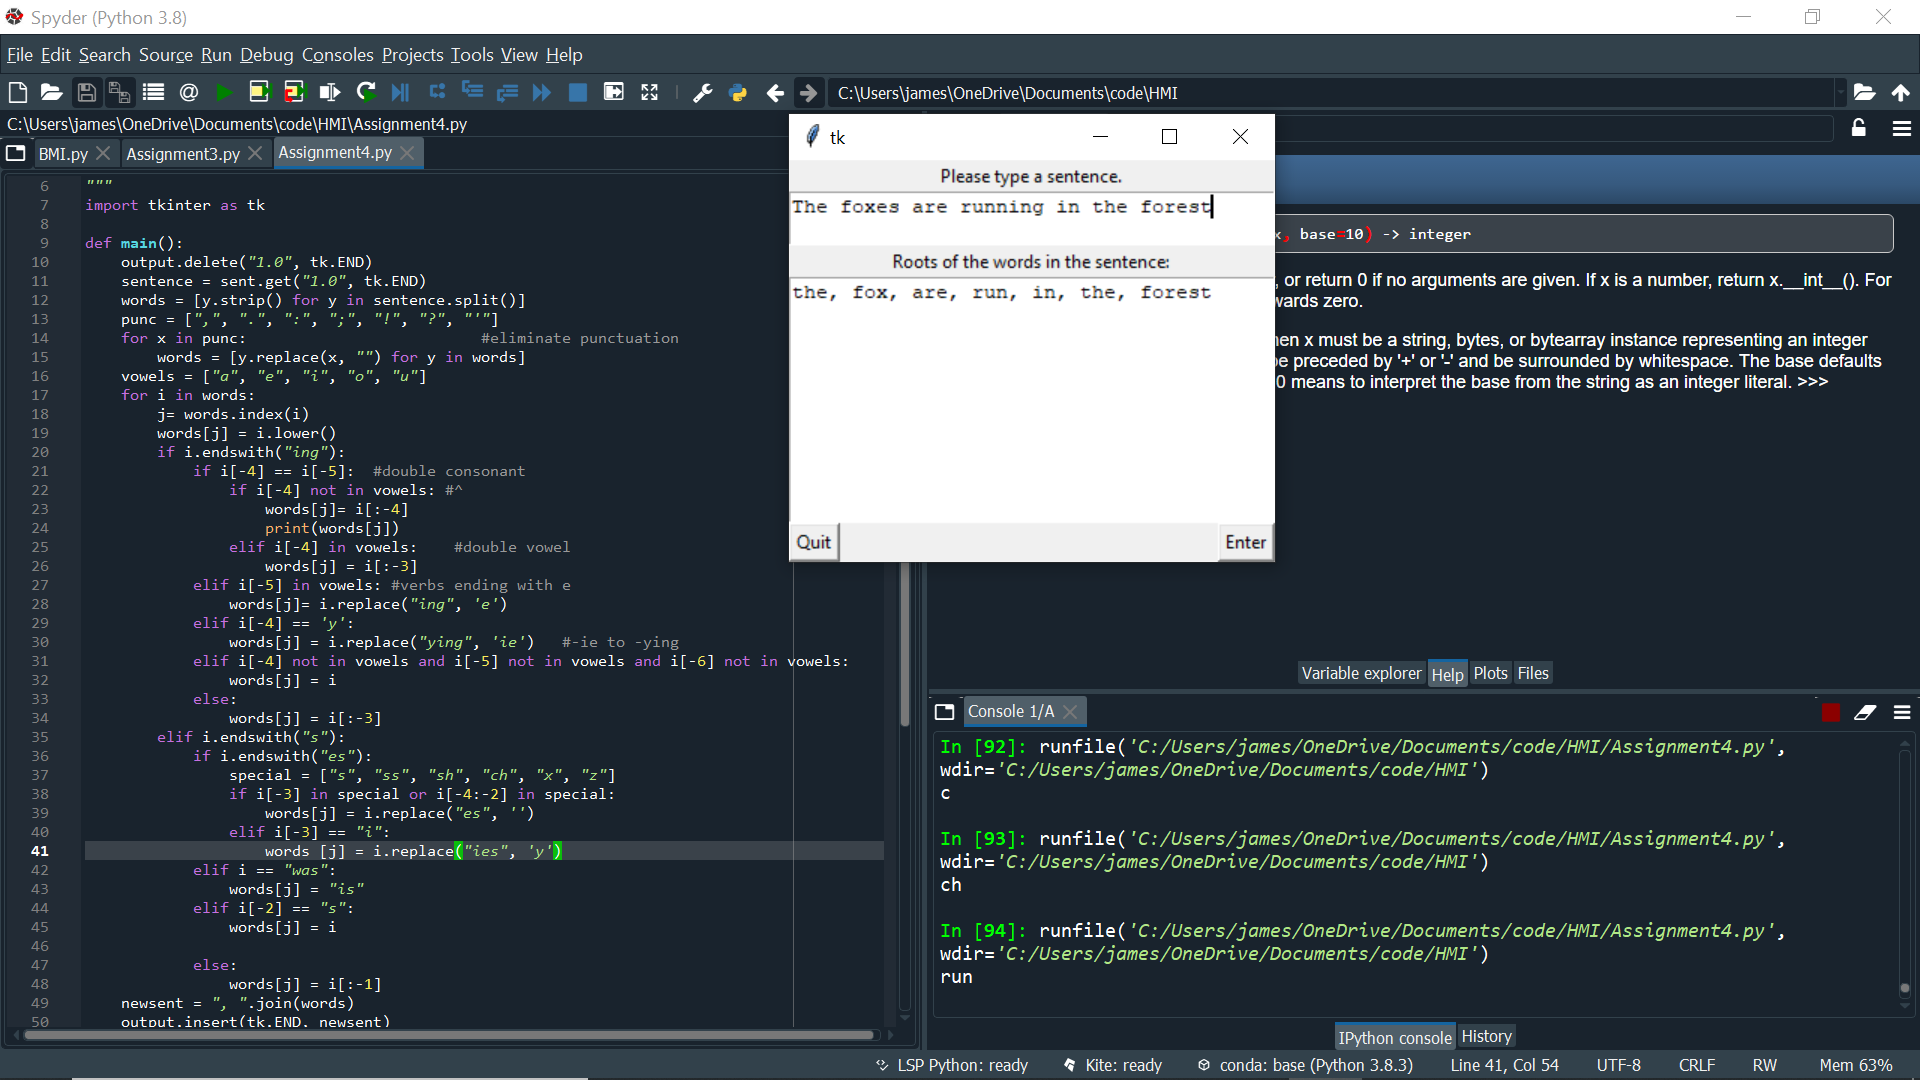 Spyder (Python 3.8)
File Edit Search Source Run Debug Consoles Projects Tools View Help
C:\Users\james\OneDrive\Documents\code\HMI
C:\Users\james\OneDrive\Documents\code\HMI\Assignment4.py
BMI.py
Assignment3.py
Assignment4.py
6 """
7 import tkinter as tk
8
9 def main():
10 output.delete("1.0", tk.END)
11 sentence = sent.get("1.0", tk.END)
12 words = [y.strip() for y in sentence.split()]
13 punc = [",", ".", ":", ";", "!", "?", "'"]
14 for x in punc: #eliminate punctuation
15 words = [y.replace(x, "") for y in words]
16 vowels = ["a", "e", "i", "o", "u"]
17 for i in words:
18 j= words.index(i)
19 words[j] = i.lower()
20 if i.endswith("ing"):
21 if i[-4] == i[-5]: #double consonant
22 if i[-4] not in vowels: #^
23 words[j]= i[:-4]
24 print(words[j])
25 elif i[-4] in vowels: #double vowel
26 words[j] = i[:-3]
27 elif i[-5] in vowels: #verbs ending with e
28 words[j]= i.replace("ing", 'e')
29 elif i[-4] == 'y':
30 words[j] = i.replace("ying", 'ie') #-ie to -ying
31 elif i[-4] not in vowels and i[-5] not in vowels and i[-6] not in vowels:
32 words[j] = i
33 else:
34 words[j] = i[:-3]
35 elif i.endswith("s"):
36 if i.endswith("es"):
37 special = ["s", "ss", "sh", "ch", "x", "z"]
38 if i[-3] in special or i[-4:-2] in special:
39 words[j] = i.replace("es", '')
40 elif i[-3] == "i":
41 words [j] = i.replace("ies", 'y')
42 elif i == "was":
43 words[j] = "is"
44 elif i[-2] == "s":
45 words[j] = i
46
47 else:
48 words[j] = i[:-1]
49 newsent = ", ".join(words)
50 output.insert(tk.END, newsent)
tk
Please type a sentence.
The foxes are running in the forest
Roots of the words in the sentence:
the, fox, are, run, in, the, forest
Quit
Enter
x, base=10) -> integer
, or return 0 if no arguments are given. If x is a number, return x.__int__(). For
wards zero.
en x must be a string, bytes, or bytearray instance representing an integer
e preceded by '+' or '-' and be surrounded by whitespace. The base defaults
0 means to interpret the base from the string as an integer literal. >>>
Variable explorer Help Plots Files
Console 1/A
In [92]: runfile('C:/Users/james/OneDrive/Documents/code/HMI/Assignment4.py',
wdir='C:/Users/james/OneDrive/Documents/code/HMI')
c
In [93]: runfile('C:/Users/james/OneDrive/Documents/code/HMI/Assignment4.py',
wdir='C:/Users/james/OneDrive/Documents/code/HMI')
ch
In [94]: runfile('C:/Users/james/OneDrive/Documents/code/HMI/Assignment4.py',
wdir='C:/Users/james/OneDrive/Documents/code/HMI')
run
IPython console History
LSP Python: ready Kite: ready conda: base (Python 3.8.3) Line 41, Col 54 UTF-8 CRLF RW Mem 63%